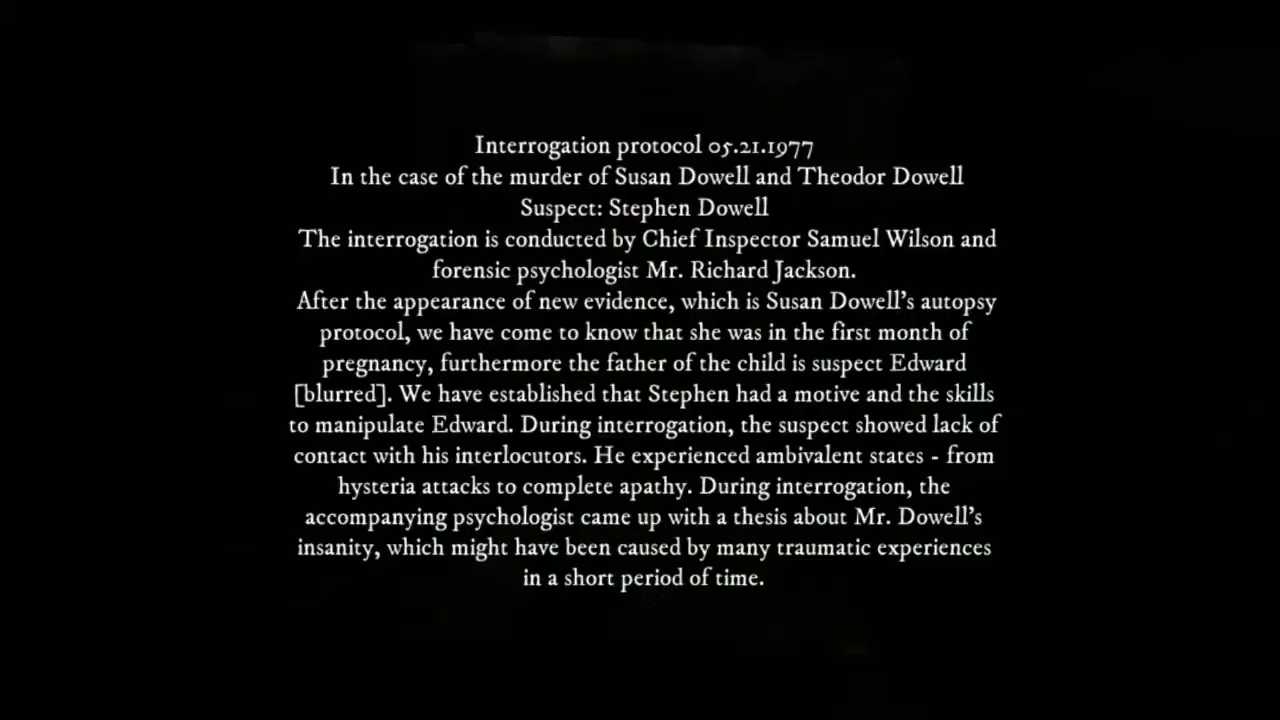 Interrogation protocol 05.21.1977
In the case of the murder of Susan Dowell and Theodor Dowell
Suspect: Stephen Dowell
The interrogation is conducted by Chief Inspector Samuel Wilson and
forensic psychologist Mr. Richard Jackson.
After the appearance of new evidence, which is Susan Dowell's autopsy
protocol, we have come to know that she was in the first month of
pregnancy, furthermore the father of the child is suspect Edward
[blurred]. We have established that Stephen had a motive and the skills
to manipulate Edward. During interrogation, the suspect showed lack of
contact with his interlocutors. He experienced ambivalent states - from
hysteria attacks to complete apathy. During interrogation, the
accompanying psychologist came up with a thesis about Mr. Dowell's
insanity, which might have been caused by many traumatic experiences
in a short period of time.